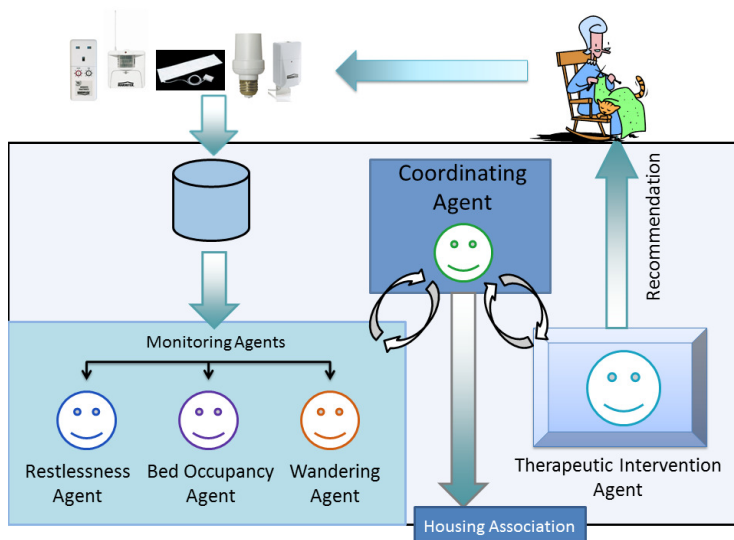 Coordinating
Agent
Recommendation
Monitoring Agents
Restlessness
Agent
Bed Occupancy
Agent
Wandering
Agent
Therapeutic Intervention
Agent
Housing Association